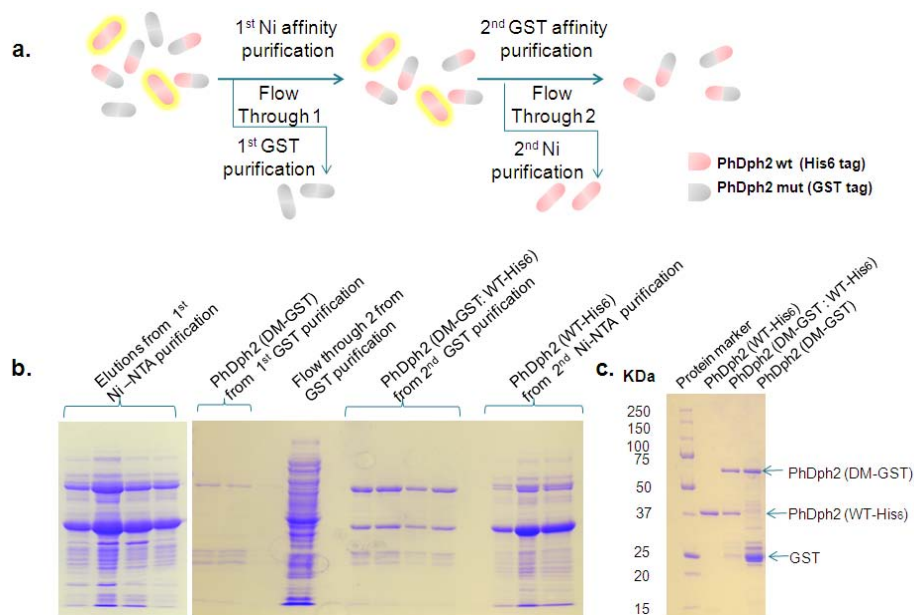 a.
1st Ni affinity
purification
2nd GST affinity
purification
Flow
Through 1
Flow
Through 2
1st GST
purification
2nd Ni
purification
PhDph2 wt (His6 tag)
PhDph2 mut (GST tag)
b.
Elutions from 1st
Ni –NTA purification
PhDph2 (DM-GST)
from 1st GST purification
Flow through 2 from
GST purification
PhDph2 (DM-GST: WT-His6)
from 2nd GST purification
PhDph2 (WT-His6)
from 2nd Ni-NTA purification
c.
KDa
Protein marker
PhDph2 (WT-His6)
PhDph2 (DM-GST : WT-His6)
PhDph2 (DM-GST)
250
150
100
75
50
37
25
20
15
PhDph2 (DM-GST)
PhDph2 (WT-His6)
GST